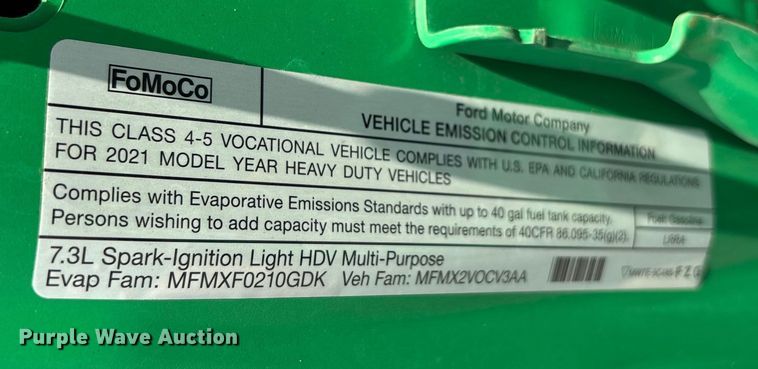 FoMoCo
Ford Motor Company
VEHICLE EMISSION CONTROL INFORMATION
THIS CLASS 4-5 VOCATIONAL VEHICLE COMPLIES WITH U.S. EPA AND CALIFORNIA REGULATIONS
FOR 2021 MODEL YEAR HEAVY DUTY VEHICLES
Complies with Evaporative Emissions Standards with up to 40 gal fuel tank capacity.
Persons wishing to add capacity must meet the requirements of 40CFR 86.095-35(g)(2).
Fuel: Gasoline
7.3L Spark-Ignition Light HDV Multi-Purpose
Evap Fam: MFMXF0210GDK Veh Fam: MFMX2VOCV3AA
Purple Wave Auction